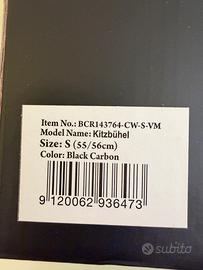 Item No.: BCR143764-CW-S-VM
Model Name: Kitzbühel
Size: S (55/56cm)
Color: Black Carbon
9 120062 936473
subito